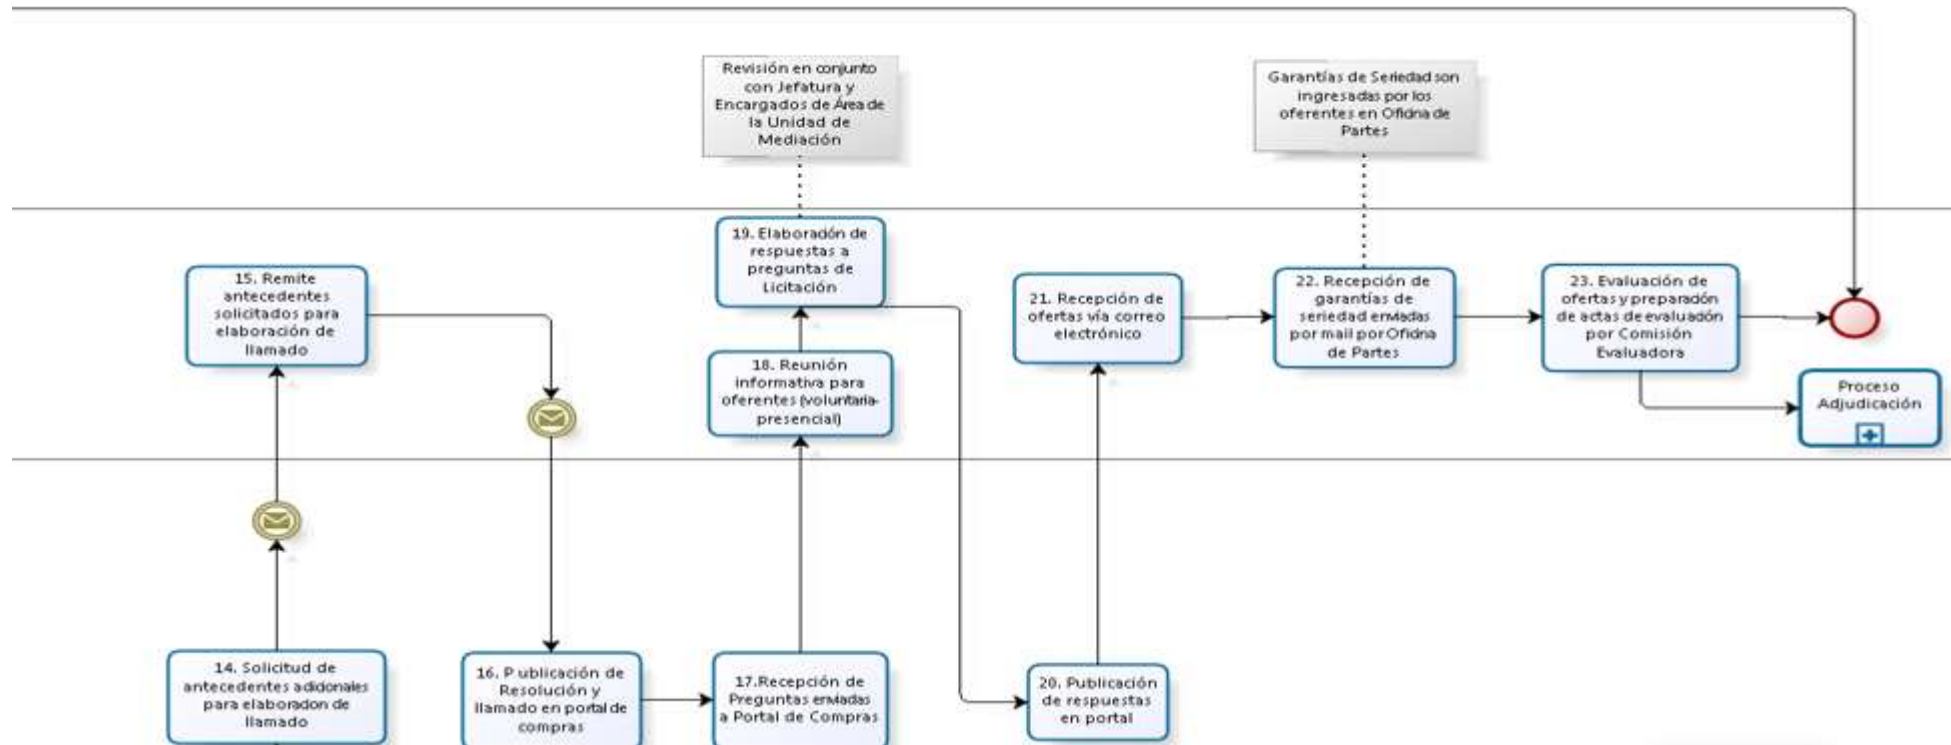 Revisión en conjunto
con Jefatura y
Encargados de Área de
la Unidad de
Mediación
Garantías de Seriedad son
ingresadas por los
oferentes en Oficina de
Partes
19. Elaboración de
respuestas a
preguntas de
Licitación
15. Remite
antecedentes
solicitados para
elaboración de
llamado
21. Recepción de
ofertas vía correo
electrónico
22. Recepción de
garantías de
seriedad enviadas
por mail por Oficina
de Partes
23. Evaluación de
ofertas y preparación
de actas de evaluación
por Comisión
Evaluadora
18. Reunión
informativa para
oferentes (voluntaria-
presencial)
Proceso
Adjudicación
14. Solicitud de
antecedentes adicionales
para elaboracion de
llamado
16. P ublicación de
Resolución y
llamado en portal de
compras
17.Recepción de
Preguntas enviadas
a Portal de Compras
20. Publicación
de respuestas
en portal